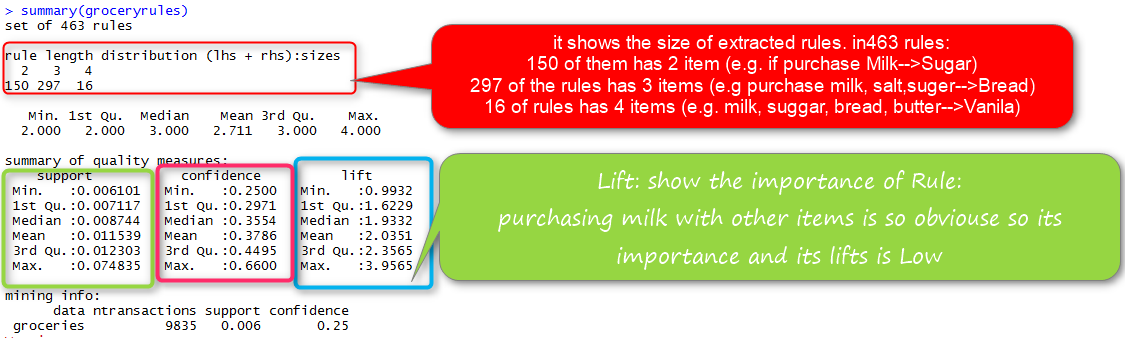 > summary(groceryrules)
set of 463 rules
rule length distribution (lhs + rhs):sizes
2 3 4
150 297 16
Min. 1st Qu. Median Mean 3rd Qu. Max.
2.000 2.000 3.000 2.711 3.000 4.000
summary of quality measures:
support confidence lift
Min. :0.006101 Min. :0.2500 Min. :0.9932
1st Qu.:0.007117 1st Qu.:0.2971 1st Qu.:1.6229
Median :0.008744 Median :0.3554 Median :1.9332
Mean :0.011539 Mean :0.3786 Mean :2.0351
3rd Qu.:0.012303 3rd Qu.:0.4495 3rd Qu.:2.3565
Max. :0.074835 Max. :0.6600 Max. :3.9565
mining info:
data ntransactions support confidence
groceries 9835 0.006 0.25
it shows the size of extracted rules. in463 rules:
150 of them has 2 item (e.g. if purchase Milk-->Sugar)
297 of the rules has 3 items (e.g purchase milk, salt,suger-->Bread)
16 of rules has 4 items (e.g. milk, suggar, bread, butter-->Vanila)
Lift: show the importance of Rule:
purchasing milk with other items is so obviouse so its
importance and its lifts is Low